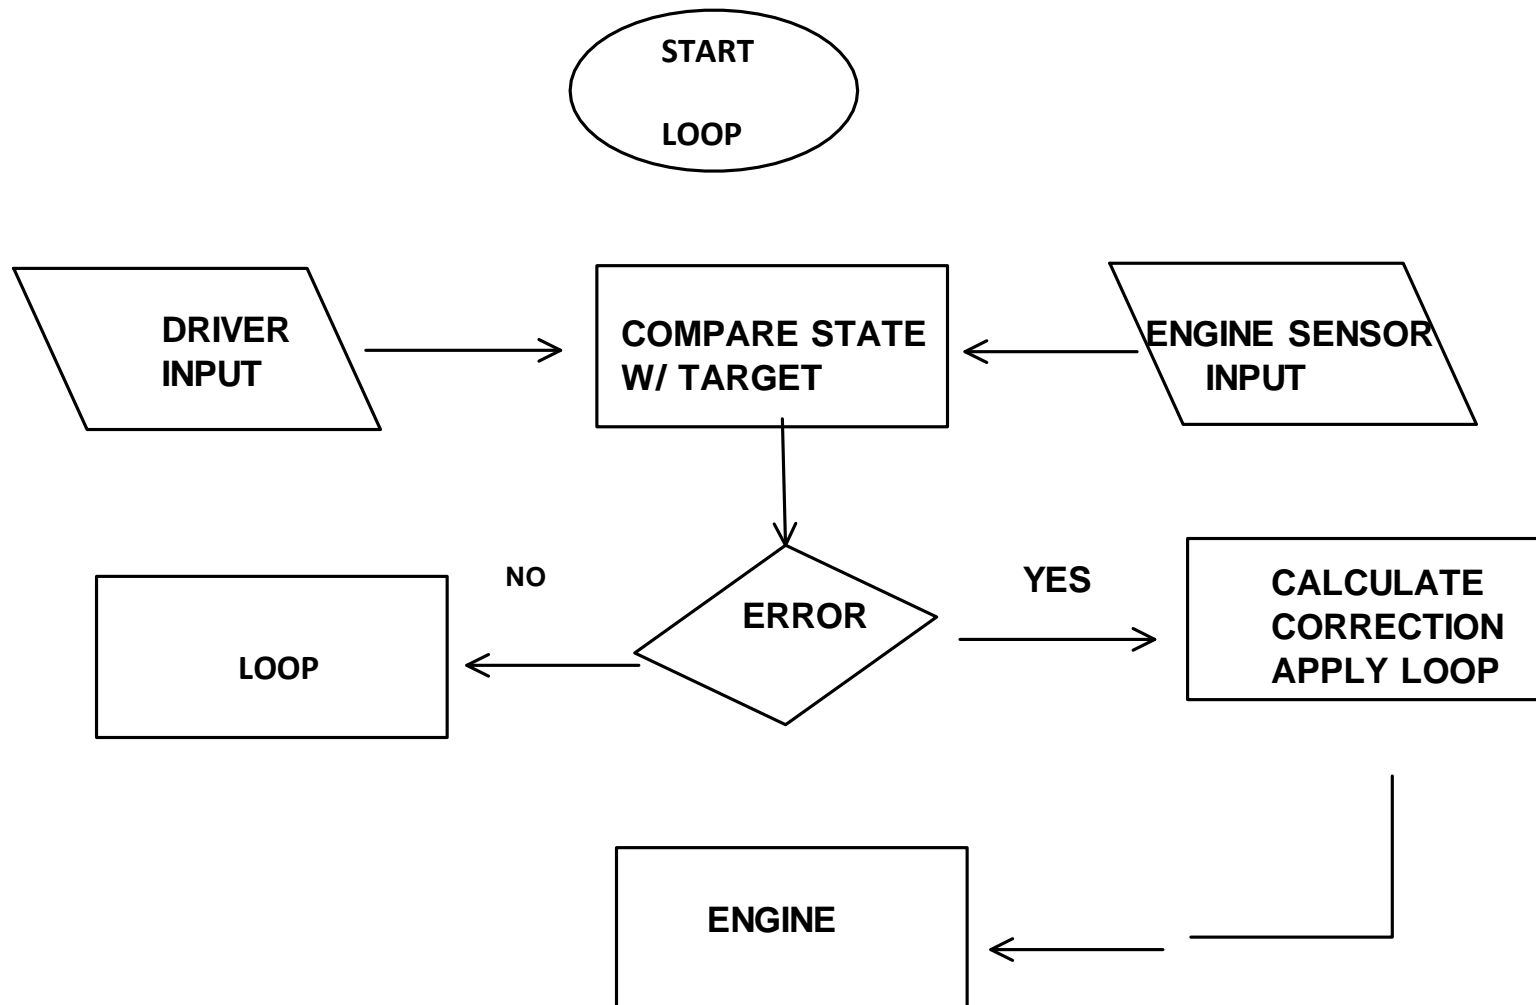 START
LOOP
DRIVER
INPUT
COMPARE STATE
W/ TARGET
ENGINE SENSOR
INPUT
NO
ERROR
YES
LOOP
CALCULATE
CORRECTION
APPLY LOOP
ENGINE